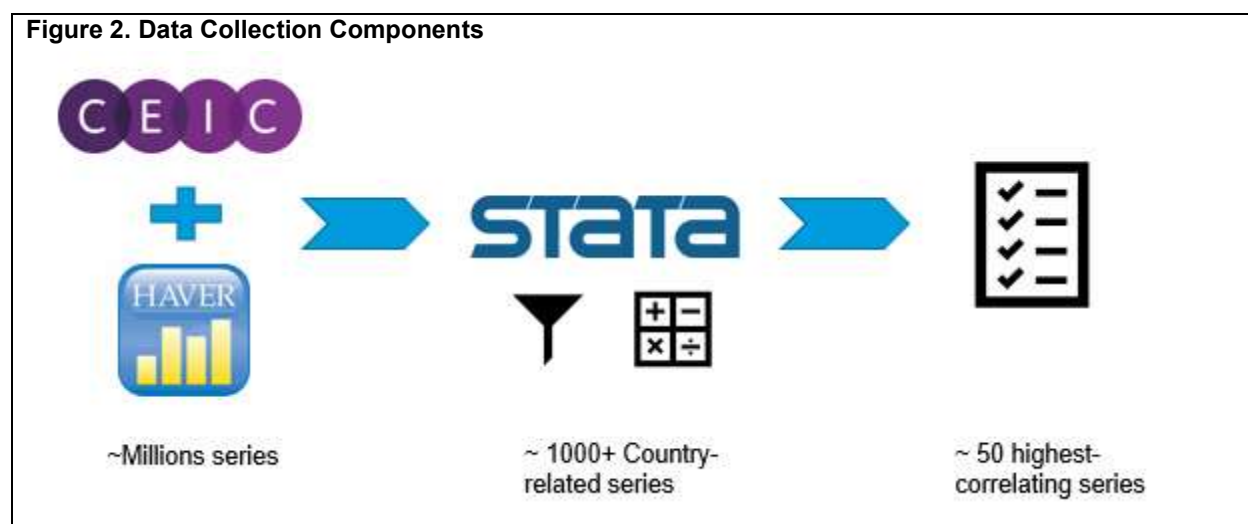 Figure 2. Data Collection Components
CEIC
HAVER
STATA
~Millions series
~ 1000+ Country-
related series
~ 50 highest-
correlating series